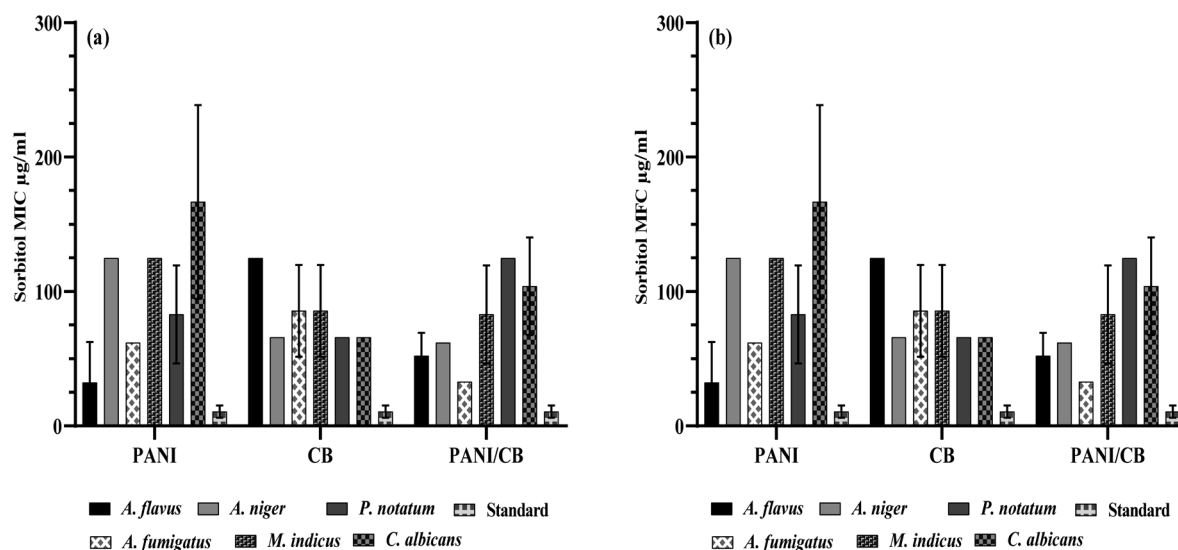 (a)
Sorbitol MIC µg/ml
300
200
100
0
PANI
CB
PANI/CB
A. flavus
A. niger
P. notatum
Standard
A. fumigatus
M. indicus
C. albicans
(b)
Sorbitol MFC µg/ml
300
200
100
0
PANI
CB
PANI/CB
A. flavus
A. niger
P. notatum
Standard
A. fumigatus
M. indicus
C. albicans